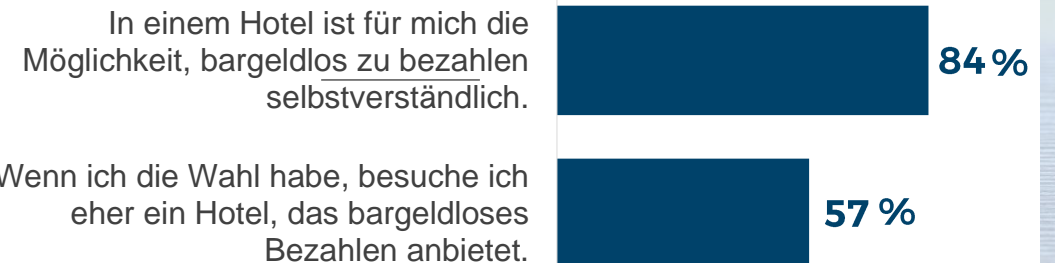 In einem Hotel ist für mich die
Möglichkeit, bargeldlos zu bezahlen
selbstverständlich.
84 %
Wenn ich die Wahl habe, besuche ich
eher ein Hotel, das bargeldloses
Bezahlen anbietet.
57 %